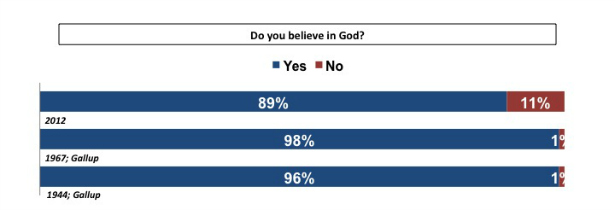 Do you believe in God?
Yes No
89% 11%
2012
98% 1%
1967; Gallup
96% 1%
1944; Gallup